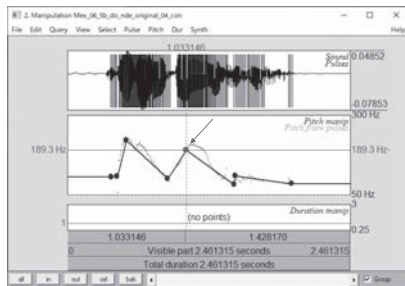 2. Manipulation Mex_04_5b_do_nde_original_04_con
File Edit Query View Select Pulse Pitch Dur Synth Help
1.033146
Sound
Pulses
0.04852
-0.07853
300 Hz
Pitch manip
Pitch from pulses
189.3 Hz
189.3 Hz
50 Hz
Duration manip
3
(no points)
1
0.25
1.033146 1.428170
0 Visible part 2.461315 seconds 2.461315
Total duration 2.461315 seconds
all in out sel bak Group